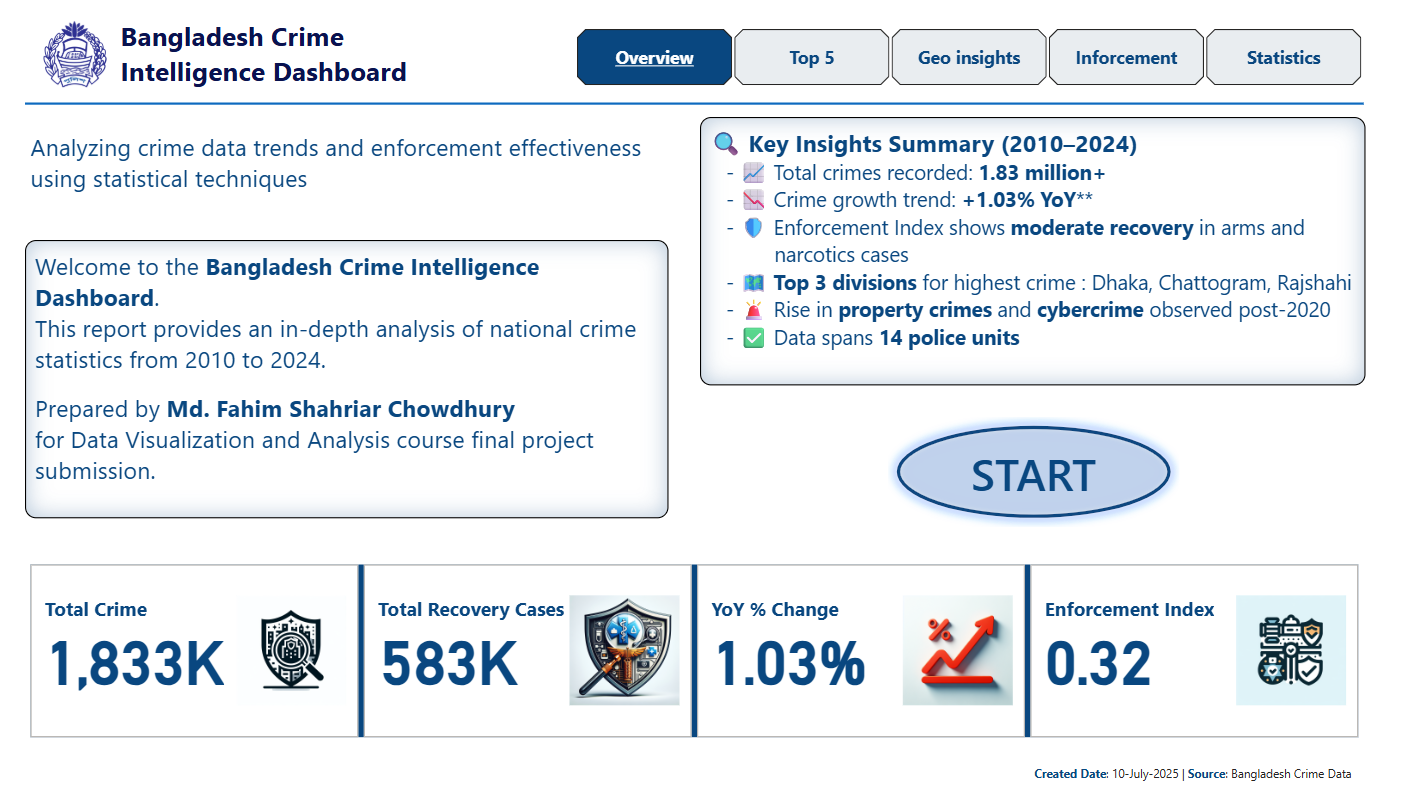 Bangladesh Crime
Intelligence Dashboard
Overview
Top 5
Geo insights
Inforcement
Statistics
Analyzing crime data trends and enforcement effectiveness
using statistical techniques
Welcome to the Bangladesh Crime Intelligence
Dashboard.
This report provides an in-depth analysis of national crime
statistics from 2010 to 2024.
Prepared by Md. Fahim Shahriar Chowdhury
for Data Visualization and Analysis course final project
submission.
🔍 Key Insights Summary (2010–2024)
- 📈 Total crimes recorded: 1.83 million+
- 📉 Crime growth trend: +1.03% YoY**
- 🛡️ Enforcement Index shows moderate recovery in arms and
narcotics cases
- 🗺️ Top 3 divisions for highest crime : Dhaka, Chattogram, Rajshahi
- 🚨 Rise in property crimes and cybercrime observed post-2020
- ✅ Data spans 14 police units
START
Total Crime
1,833K
Total Recovery Cases
583K
YoY % Change
1.03%
%
Enforcement Index
0.32
Created Date: 10-July-2025 | Source: Bangladesh Crime Data